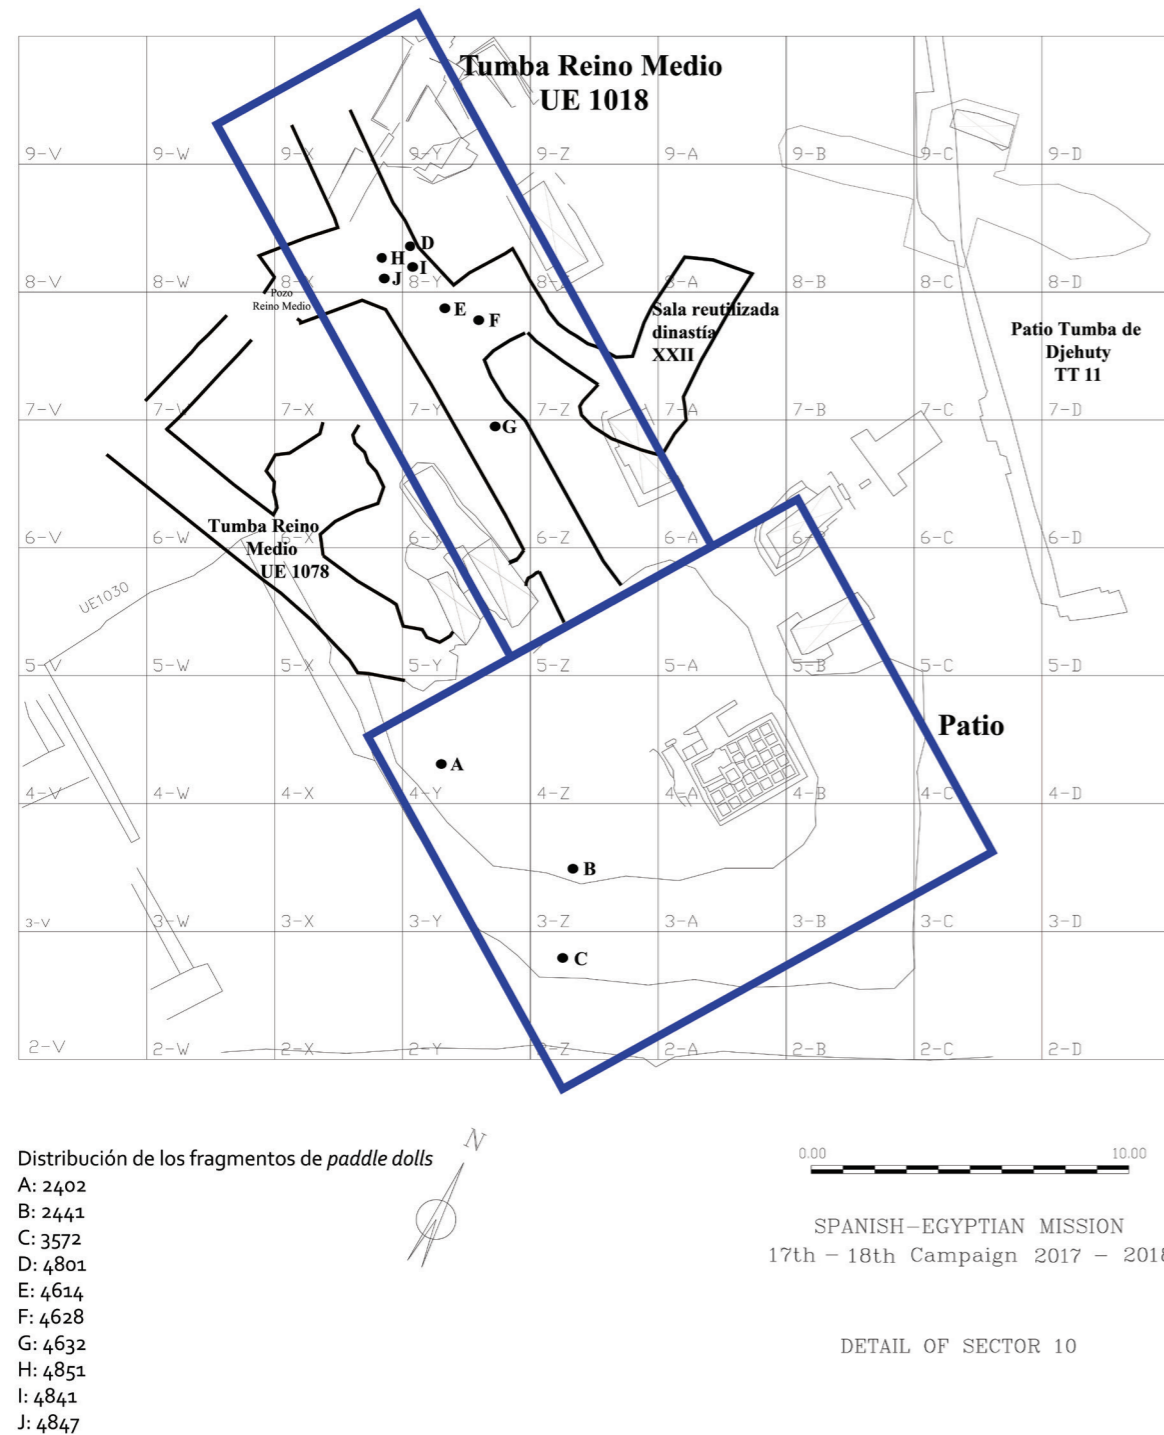 Tumba Reino Medio
UE 1018
9-V 9-W 9-X 9-Y 9-Z 9-A 9-B 9-C 9-D
D
H
I
J
8-V 8-W 8-X 8-Y 8-Z 8-A 8-B 8-C 8-D
Pozo
Reino Medio
E
F
Sala reutilizada
dinastía
XXII
Patio Tumba de
Djehuty
TT 11
7-V 7-W 7-X 7-Y 7-Z 7-A 7-B 7-C 7-D
G
Tumba Reino
Medio
UE 1078
6-X 6-Y 6-Z 6-A 6-B 6-C 6-D
UE1030
5-V 5-W 5-X 5-Y 5-Z 5-A 5-B 5-C 5-D
Patio
A
4-V 4-W 4-X 4-Y 4-Z 4-A 4-B 4-C 4-D
B
3-V 3-W 3-X 3-Y 3-Z 3-A 3-B 3-C 3-D
C
2-V 2-W 2-X 2-Y 2-Z 2-A 2-B 2-C 2-D
Distribución de los fragmentos de paddle dolls
A: 2402
B: 2441
C: 3572
D: 4801
E: 4614
F: 4628
G: 4632
H: 4851
I: 4841
J: 4847
N
0.00 10.00
SPANISH-EGYPTIAN MISSION
17th - 18th Campaign 2017 - 2018
DETAIL OF SECTOR 10